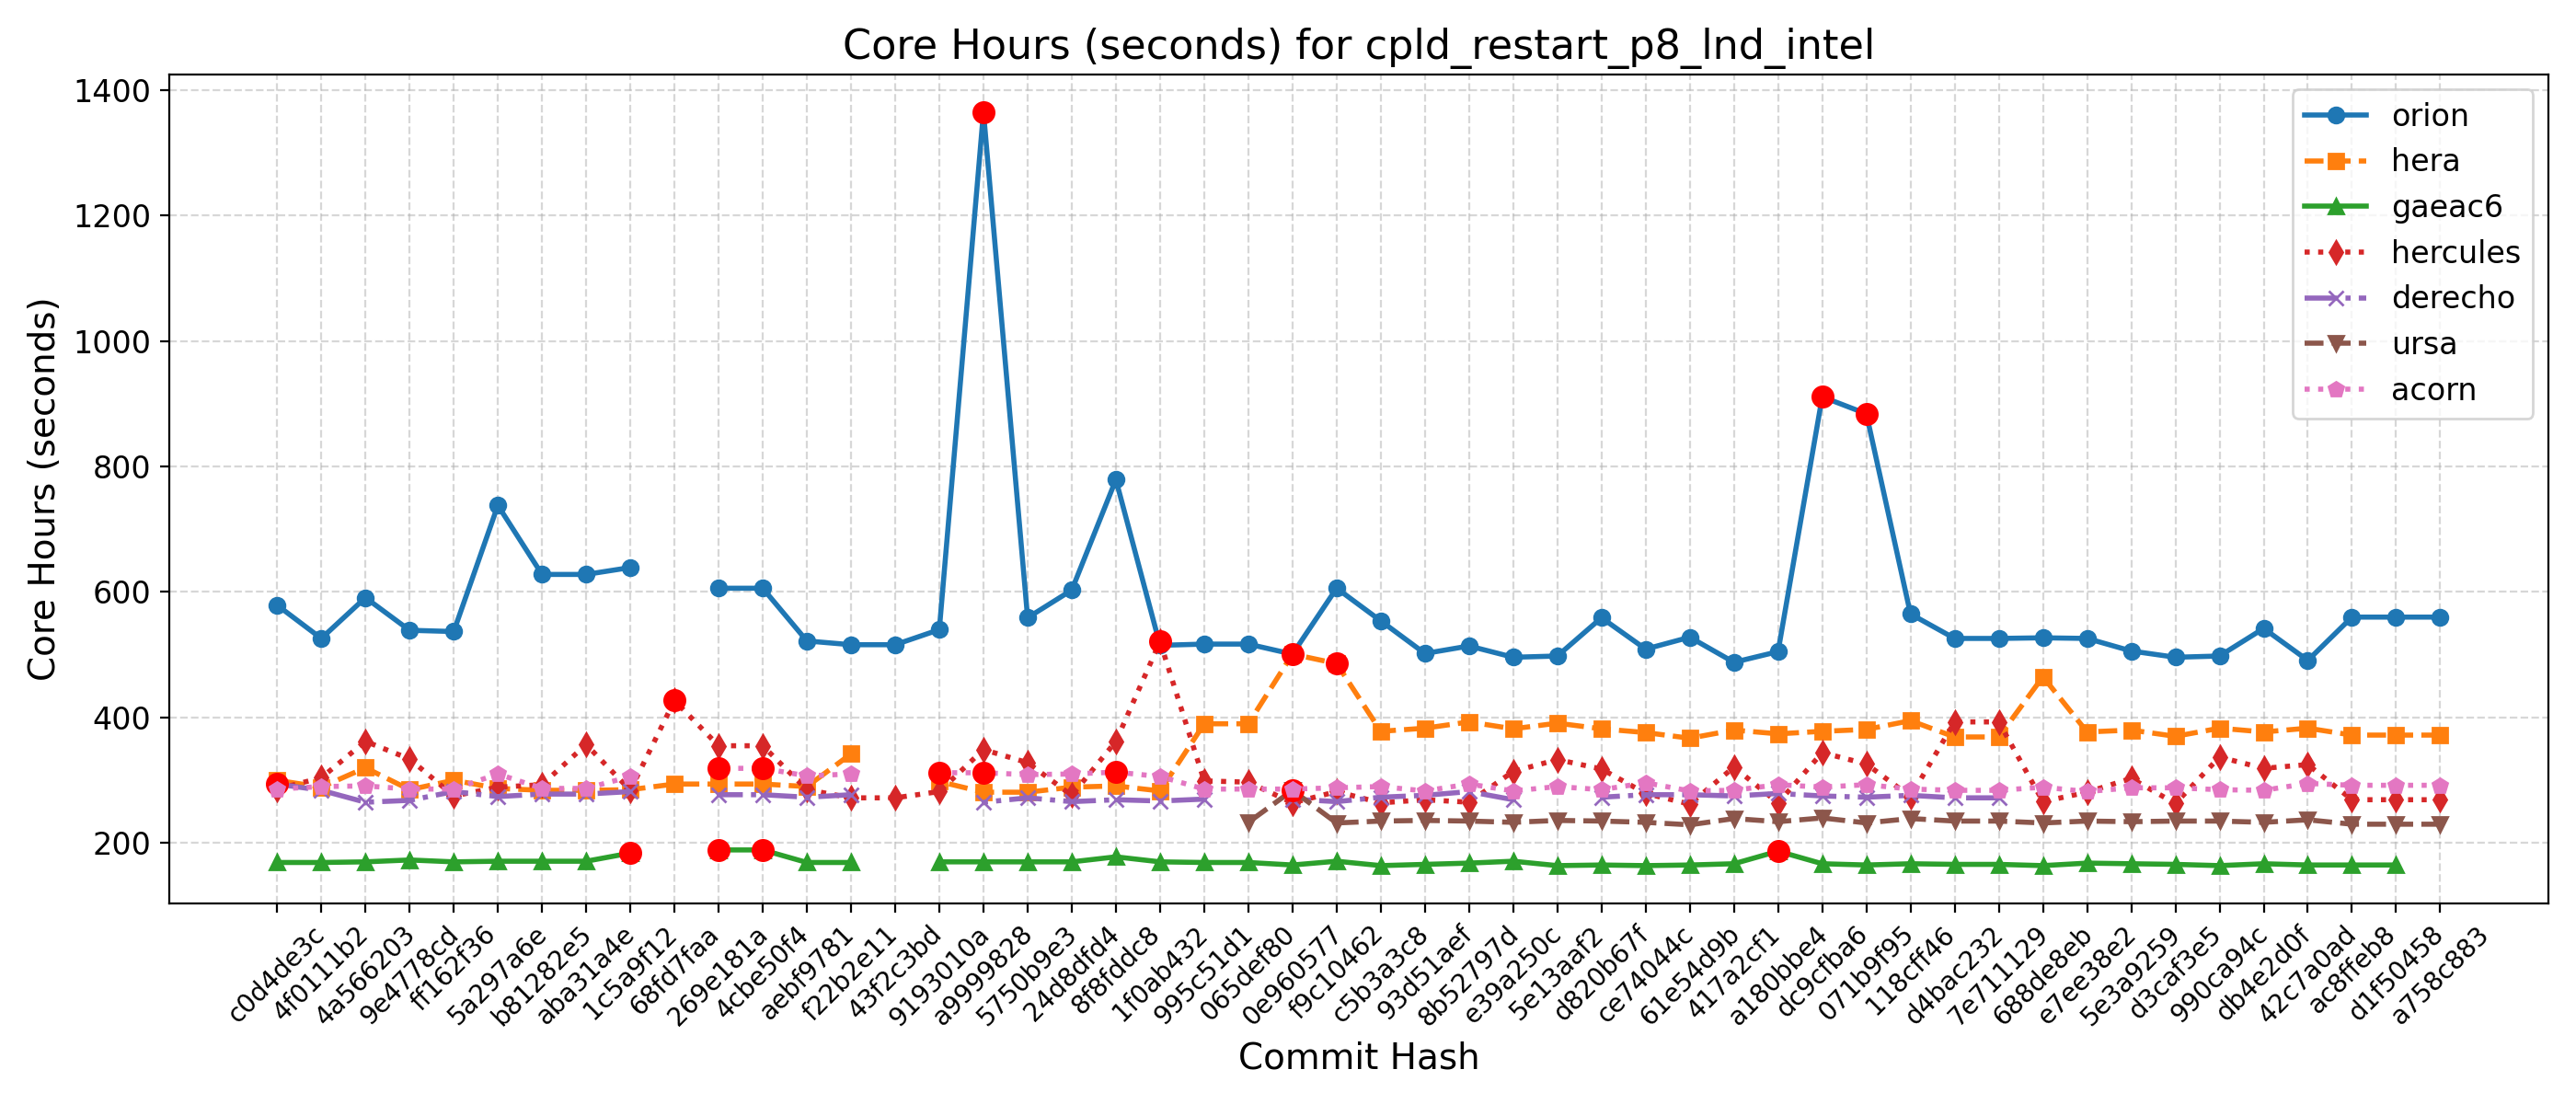 Core Hours (seconds) for cpld_restart_p8_lnd_intel
Core Hours (seconds)
1400
1200
1000
800
600
400
200
orion
hera
gaeac6
hercules
derecho
ursa
acorn
c0d4de3c
4f0111b2
4a566203
9e4778cd
ff162f36
5a297a6e
b81282e5
aba31a4e
1c5a9f12
68fd7faa
269e181a
4cbe50f4
aebf9781
f22b2e11
43f2c3bd
9193010a
a9999828
5750b9e3
24d8dfd4
8f8fddc8
1f0ab432
995c51d1
065def80
0e960577
f9c10462
c5b3a3c8
93d51aef
8b52797d
e39a250c
5e13aaf2
d820b67f
ce74044c
61e54d9b
417a2cf1
a180bbe4
dc9cfba6
071b9f95
118cff46
d4bac232
7e711129
688de8eb
e7ee38e2
5e3a9259
d3caf3e5
990ca94c
db4e2d0f
42c7a0ad
ac8ffeb8
d1f50458
a758c883
Commit Hash